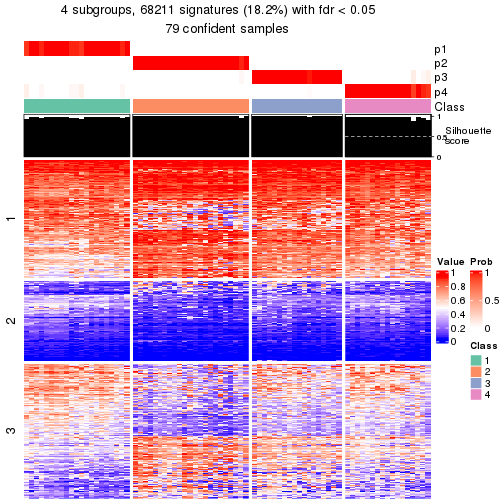 4 subgroups, 68211 signatures (18.2%) with fdr < 0.05
79 confident samples
p1
p2
p3
p4
Class
1
0.5
0
Silhouette
score
1
2
3
Value
1
0.8
0.6
0.4
0.2
0
Prob
1
0.5
0
Class
1
2
3
4